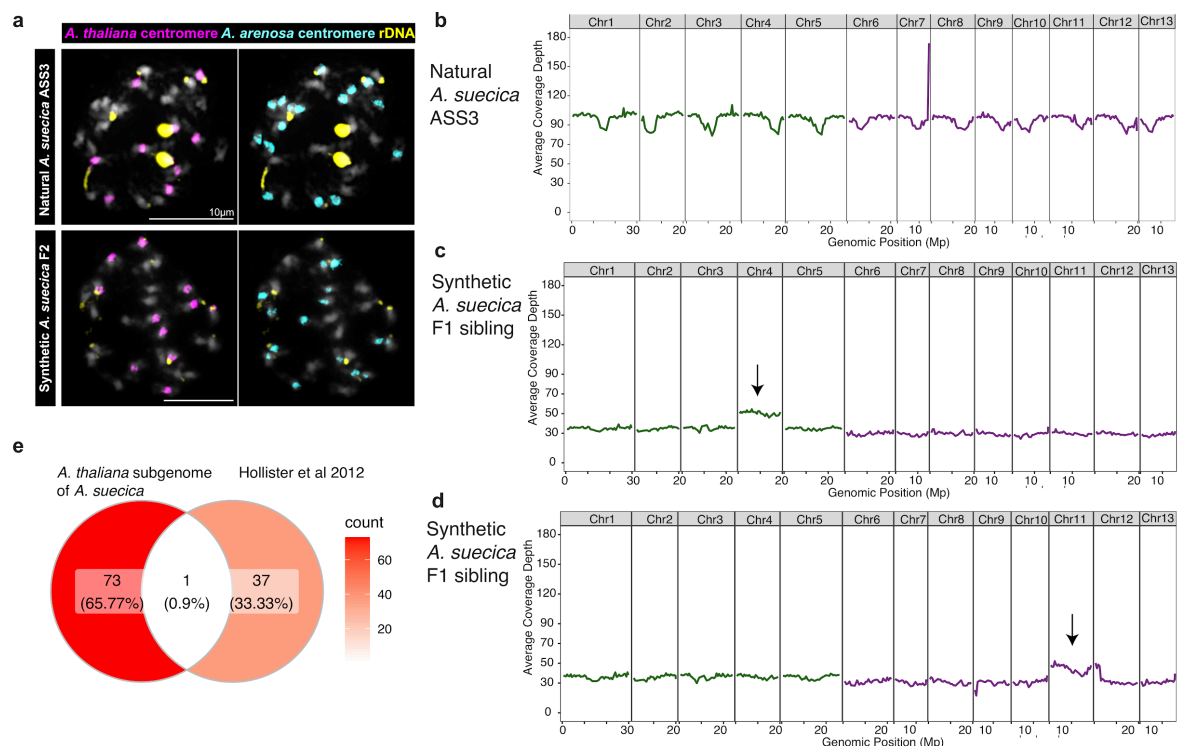 a
A. thaliana centromere A. arenosa centromere rDNA
Natural A. suecica ASS3
10μm
Synthetic A. suecica F2
b
Natural
A. suecica
ASS3
Chr1 Chr2 Chr3 Chr4 Chr5 Chr6 Chr7 Chr8 Chr9 Chr10 Chr11 Chr12 Chr13
Average Coverage Depth
180
150
120
90
70
50
30
0
0 30 20 20 20 20 20 10 20 10 10 10 20 10
Genomic Position (Mp)
c
Synthetic
A. suecica
F1 sibling
Chr1 Chr2 Chr3 Chr4 Chr5 Chr6 Chr7 Chr8 Chr9 Chr10 Chr11 Chr12 Chr13
Average Coverage Depth
180
150
120
90
70
50
30
0
0 30 20 20 20 20 20 10 20 10 10 10 20 10
Genomic Position (Mp)
d
Synthetic
A. suecica
F1 sibling
Chr1 Chr2 Chr3 Chr4 Chr5 Chr6 Chr7 Chr8 Chr9 Chr10 Chr11 Chr12 Chr13
Average Coverage Depth
180
150
120
90
70
50
30
0
0 30 20 20 20 20 20 10 20 10 10 10 20 10
Genomic Position (Mp)
e
A. thaliana subgenome
of A. suecica
Hollister et al 2012
73
(65.77%)
1
(0.9%)
37
(33.33%)
count
60
40
20